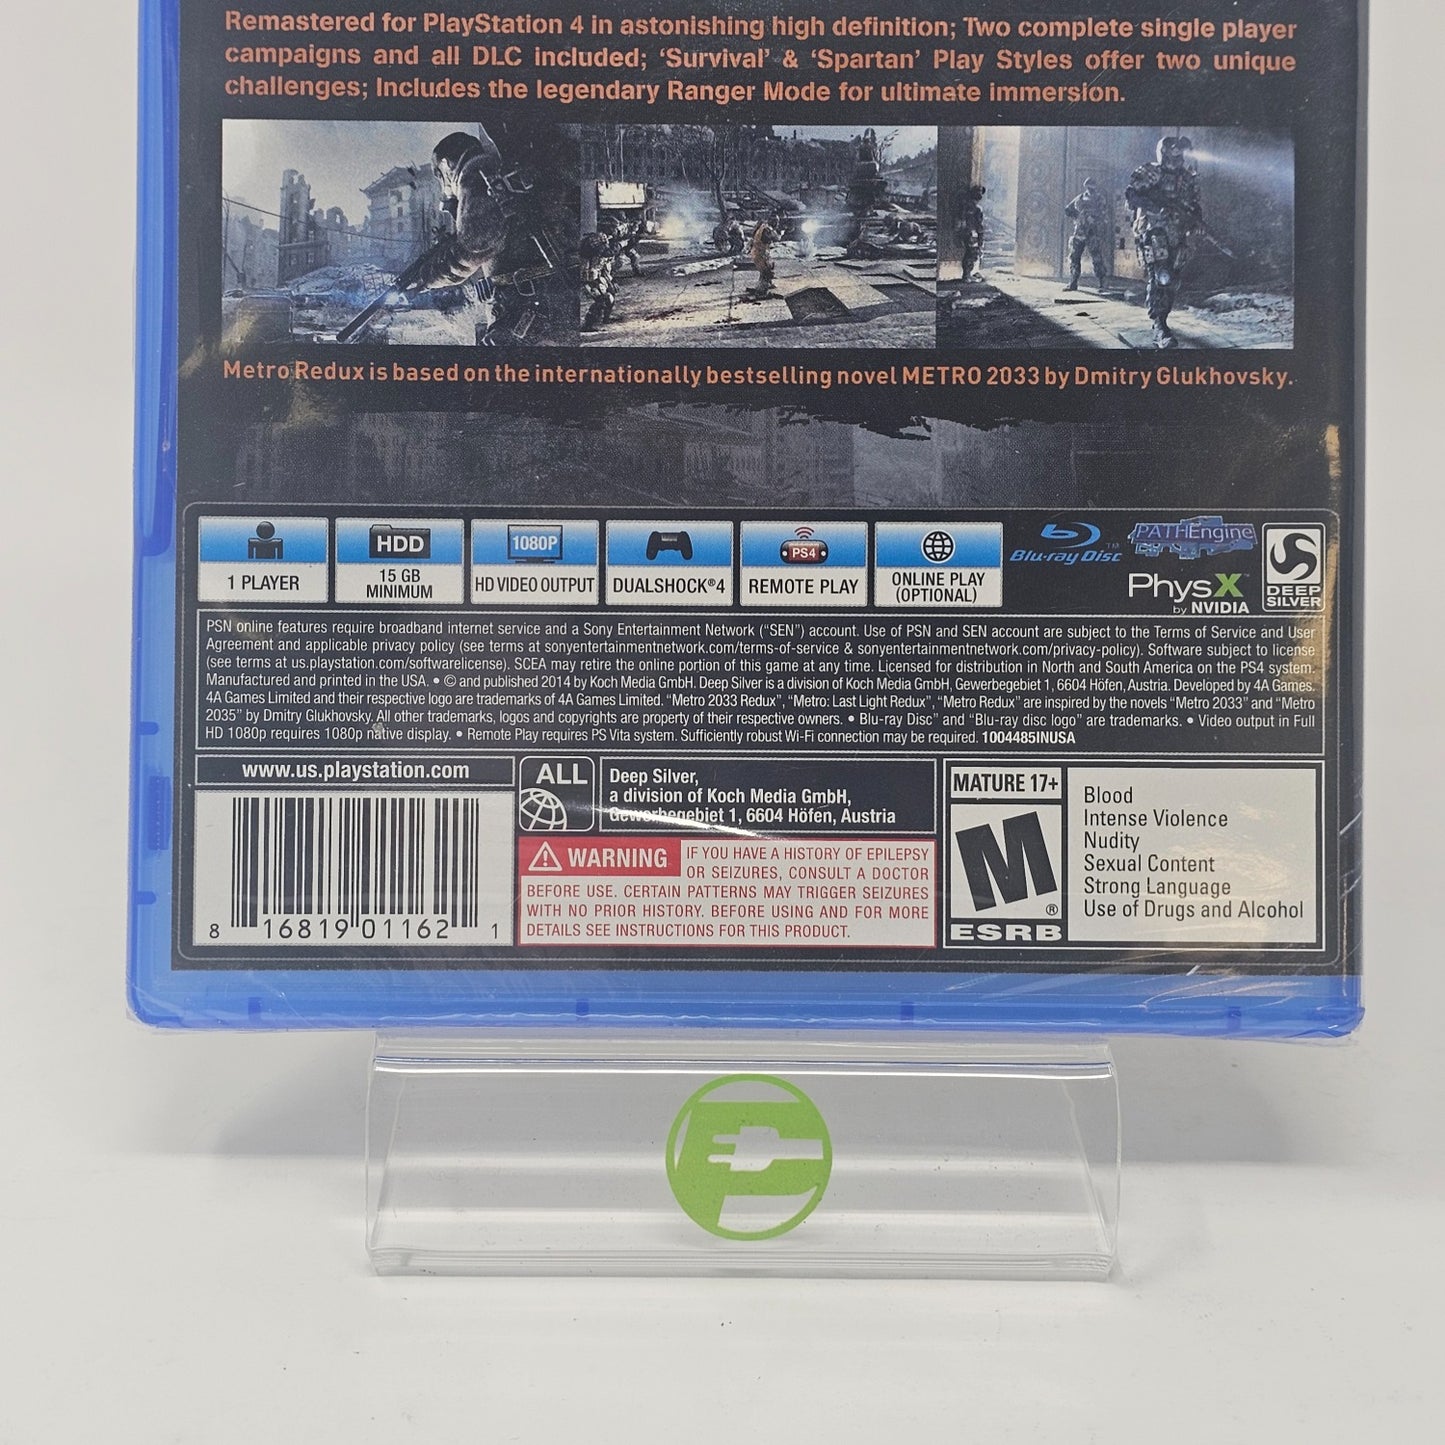 Remastered for PlayStation 4 in astonishing high definition; Two complete single player
campaigns and all DLC included; ‘Survival’ & ‘Spartan’ Play Styles offer two unique
challenges; Includes the legendary Ranger Mode for ultimate immersion.
Metro Redux is based on the internationally bestselling novel METRO 2033 by Dmitry Glukhovsky.
1 PLAYER
HDD
15 GB
MINIMUM
1080P
HD VIDEO OUTPUT
DUALSHOCK®4
PS4
REMOTE PLAY
ONLINE PLAY
(OPTIONAL)
Blu-ray Disc™
PATHEngine
PhysX™
by NVIDIA
DEEP
SILVER
PSN online features require broadband internet service and a Sony Entertainment Network (“SEN”) account. Use of PSN and SEN account are subject to the Terms of Service and User
Agreement and applicable privacy policy (see terms at sonyentertainmentnetwork.com/terms-of-service & sonyentertainmentnetwork.com/privacy-policy). Software subject to license
(see terms at us.playstation.com/softwarelicense). SCEA may retire the online portion of this game at any time. Licensed for distribution in North and South America on the PS4 system.
Manufactured and printed in the USA. • © and published 2014 by Koch Media GmbH. Deep Silver is a division of Koch Media GmbH, Gewerbegebiet 1, 6604 Höfen, Austria. Developed by 4A Games.
4A Games Limited and their respective logo are trademarks of 4A Games Limited. “Metro 2033 Redux”, “Metro: Last Light Redux”, “Metro Redux” are inspired by the novels “Metro 2033” and “Metro
2035” by Dmitry Glukhovsky. All other trademarks, logos and copyrights are property of their respective owners. • Blu-ray Disc™ and “Blu-ray disc logo” are trademarks. • Video output in Full
HD 1080p requires 1080p native display. • Remote Play requires PS Vita system. Sufficiently robust Wi-Fi connection may be required. 1004485INUSA
www.us.playstation.com
8 16819 01162 1
ALL
Deep Silver,
a division of Koch Media GmbH,
Gewerbegebiet 1, 6604 Höfen, Austria
WARNING IF YOU HAVE A HISTORY OF EPILEPSY
OR SEIZURES, CONSULT A DOCTOR
BEFORE USE. CERTAIN PATTERNS MAY TRIGGER SEIZURES
WITH NO PRIOR HISTORY. BEFORE USING AND FOR MORE
DETAILS SEE INSTRUCTIONS FOR THIS PRODUCT.
MATURE 17+
M®
ESRB
Blood
Intense Violence
Nudity
Sexual Content
Strong Language
Use of Drugs and Alcohol